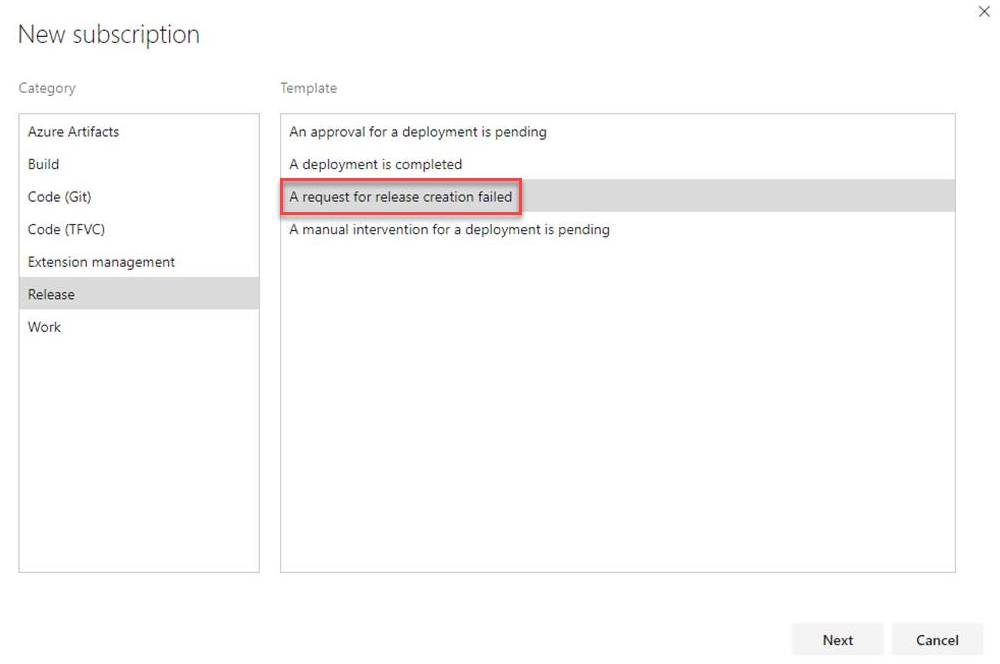 New subscription
Category
Template
Azure Artifacts
Build
Code (Git)
Code (TFVC)
Extension management
Release
Work
An approval for a deployment is pending
A deployment is completed
A request for release creation failed
A manual intervention for a deployment is pending
Next
Cancel